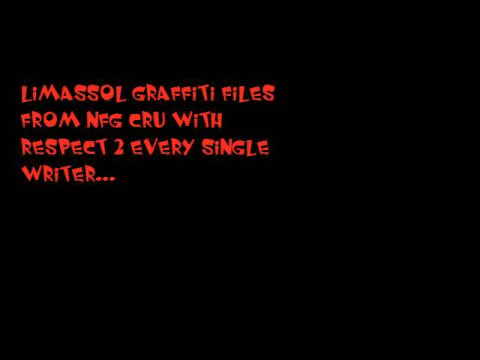 LiMASSOL GRAFFiTi FiLES
FROM NFG CRU WiTH
RESPECT 2 EVERY SiNGLE
WRiTER...